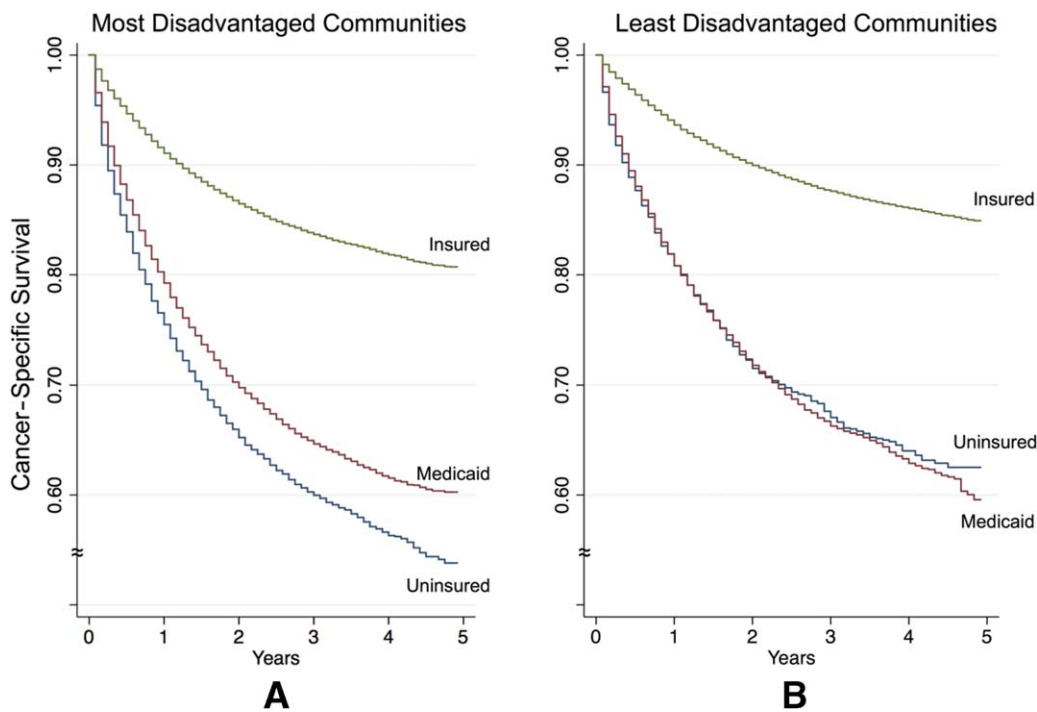 Most Disadvantaged Communities
Cancer-Specific Survival
1.00
0.90
0.80
0.70
0.60
Insured
Medicaid
Uninsured
0 1 2 3 4 5
Years
A
Least Disadvantaged Communities
1.00
0.90
0.80
0.70
0.60
Insured
Uninsured
Medicaid
0 1 2 3 4 5
Years
B